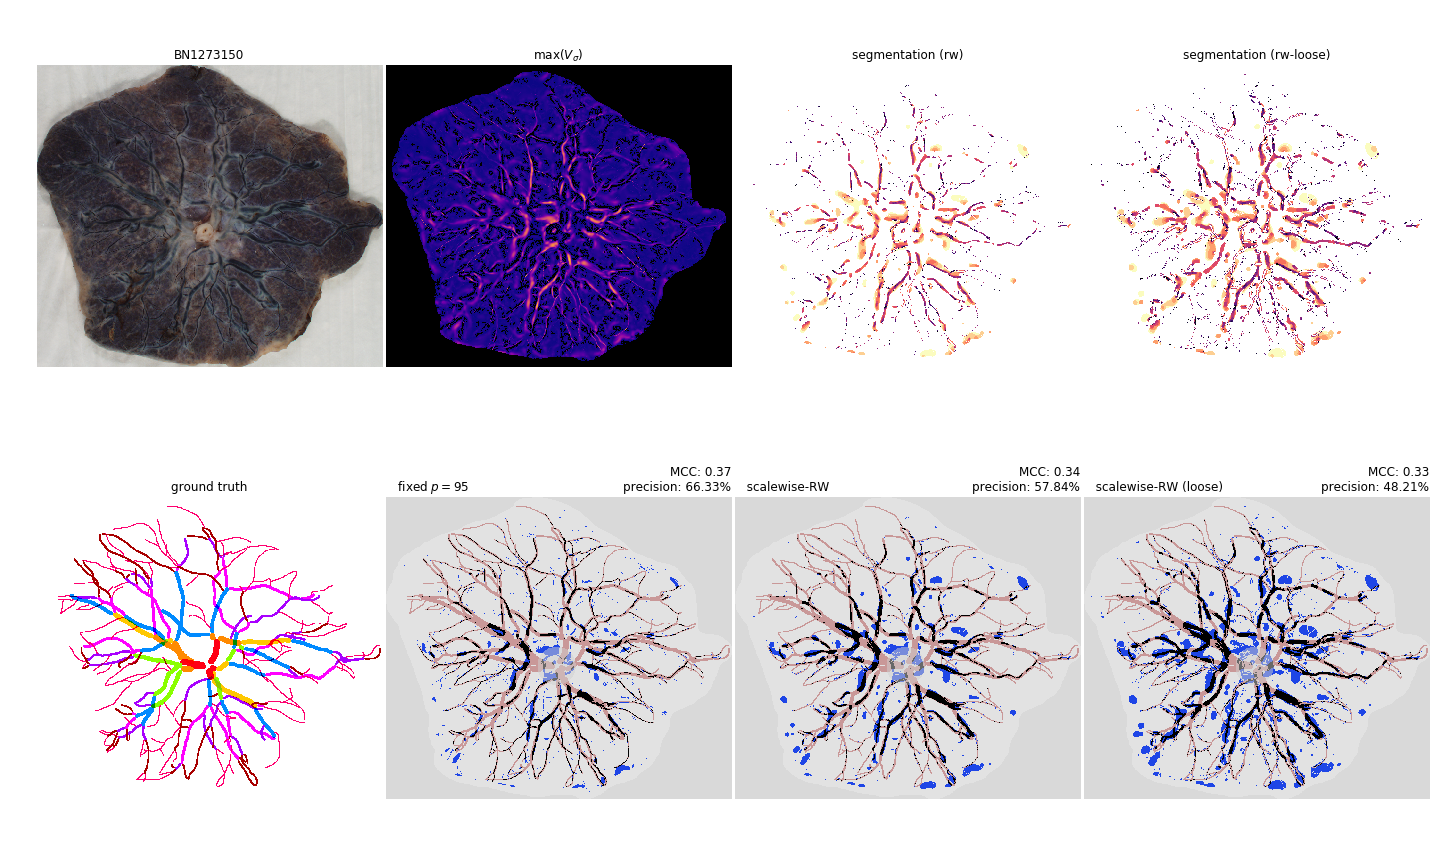 BN1273150
max(Vσ)
segmentation (rw)
segmentation (rw-loose)
ground truth
fixed p = 95
MCC: 0.37
precision: 66.33%
scalewise-RW
MCC: 0.34
precision: 57.84%
scalewise-RW (loose)
MCC: 0.33
precision: 48.21%